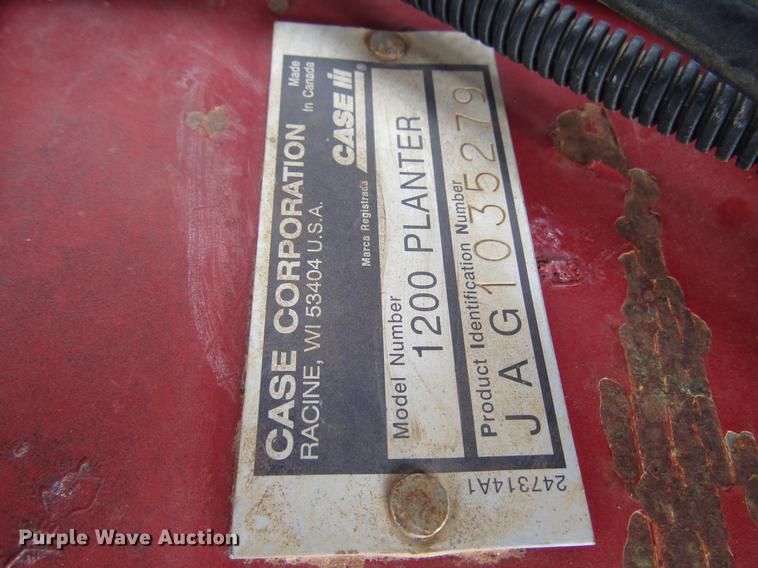 CASE CORPORATION
RACINE, WI 53404 U.S.A.
Made
In Canada
Marca Registrada
CASE IH ®
Model Number
1200 PLANTER
Product Identification Number
JAG1035279
247314A1
Purple Wave Auction®